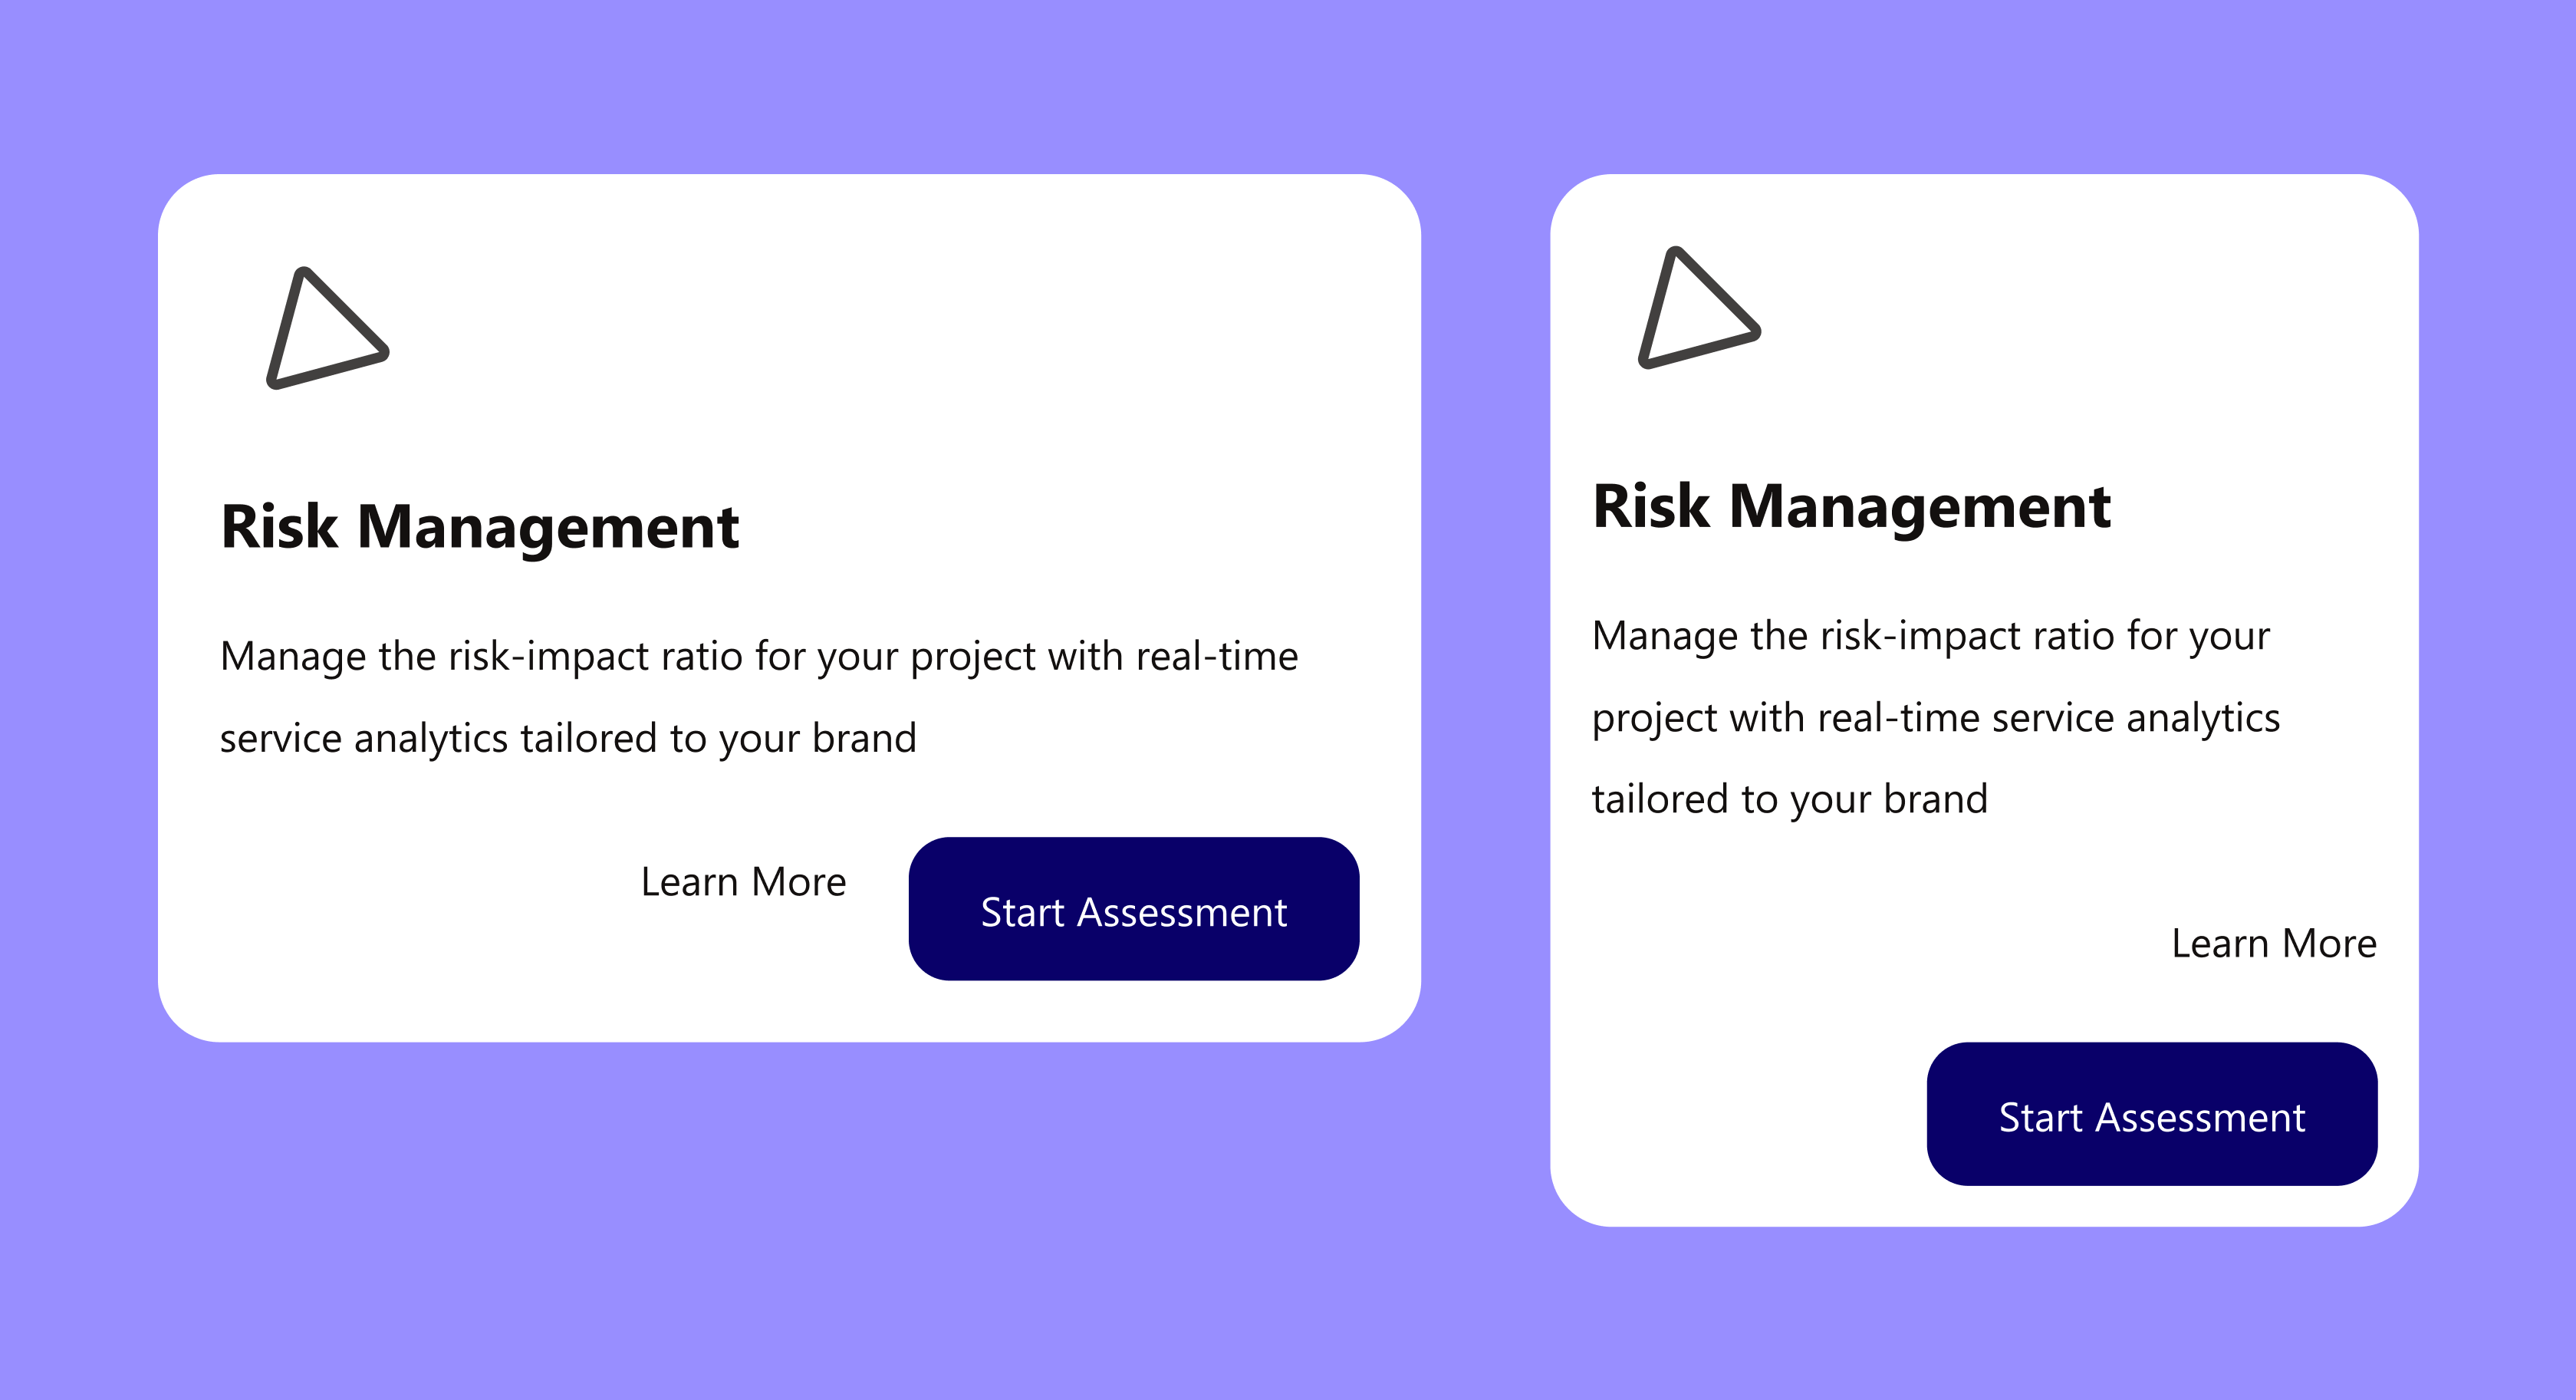 Risk Management
Manage the risk-impact ratio for your project with real-time
service analytics tailored to your brand
Learn More
Start Assessment
Risk Management
Manage the risk-impact ratio for your
project with real-time service analytics
tailored to your brand
Learn More
Start Assessment